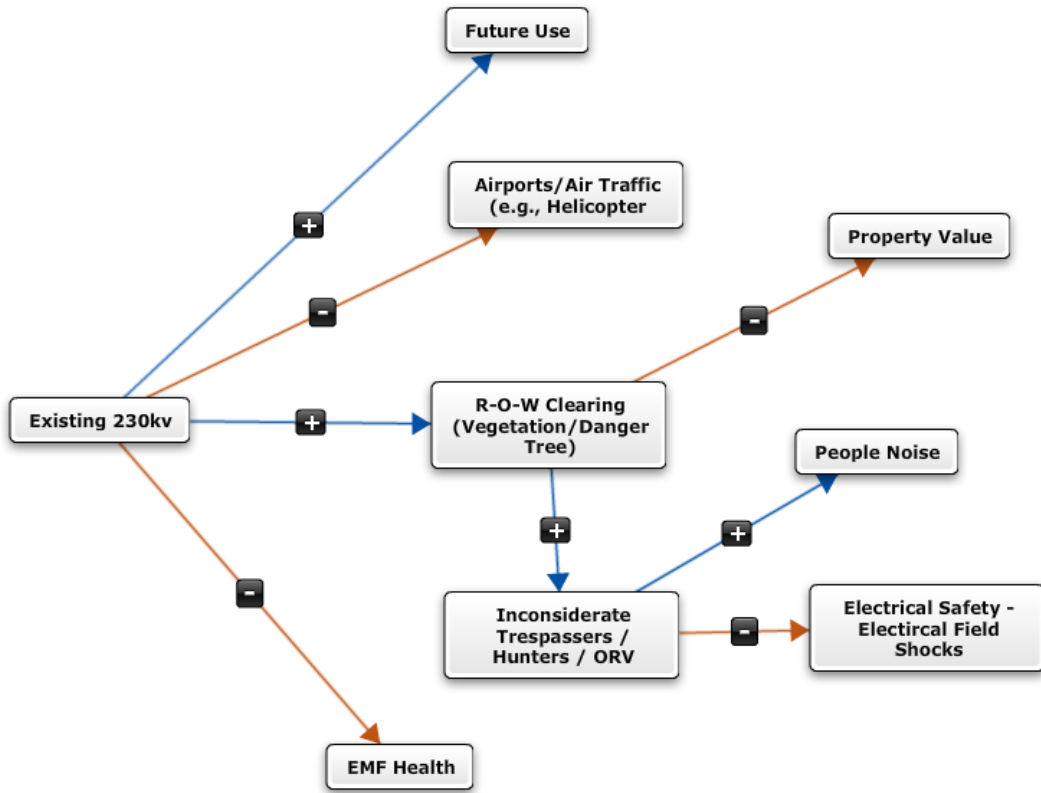 Future Use
Airports/Air Traffic
(e.g., Helicopter
Property Value
+
-
-
Existing 230kv
+
R-O-W Clearing
(Vegetation/Danger
Tree)
People Noise
+
+
-
Inconsiderate
Trespassers /
Hunters / ORV
-
Electrical Safety -
Electircal Field
Shocks
EMF Health